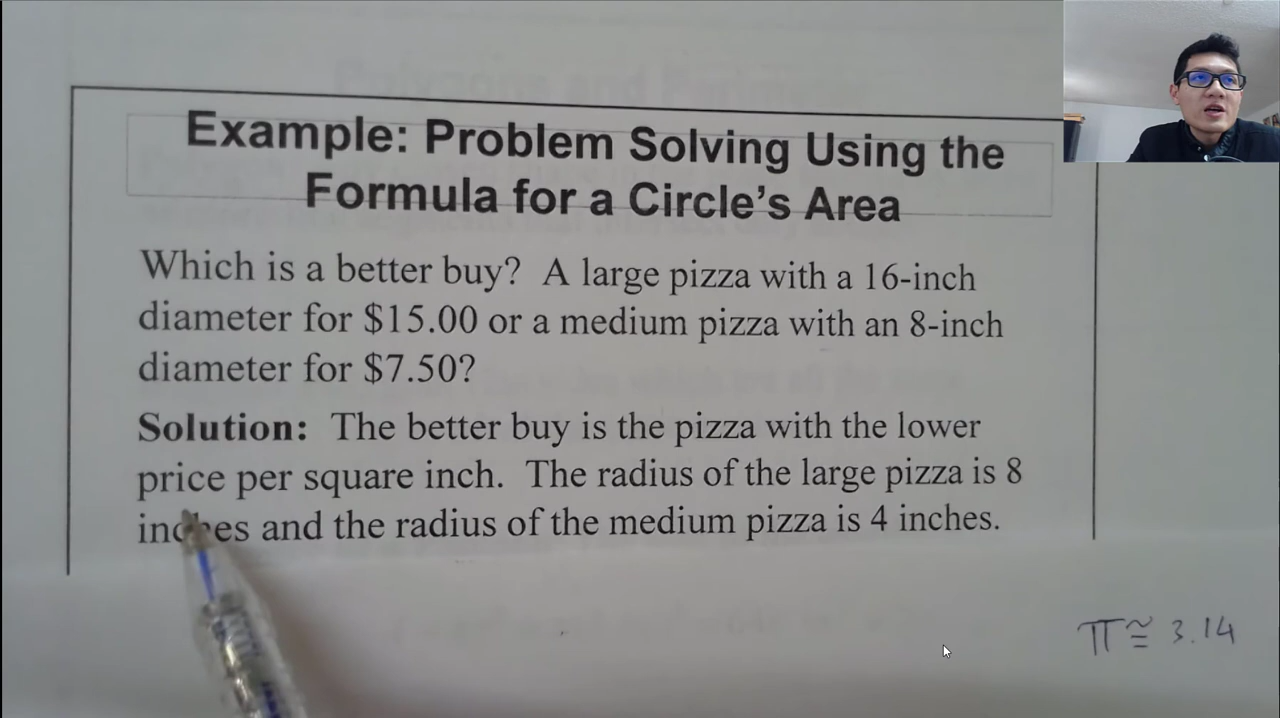 Example: Problem Solving Using the
Formula for a Circle's Area
Which is a better buy? A large pizza with a 16-inch
diameter for $15.00 or a medium pizza with an 8-inch
diameter for $7.50?
Solution: The better buy is the pizza with the lower
price per square inch. The radius of the large pizza is 8
inches and the radius of the medium pizza is 4 inches.
π ≅ 3.14